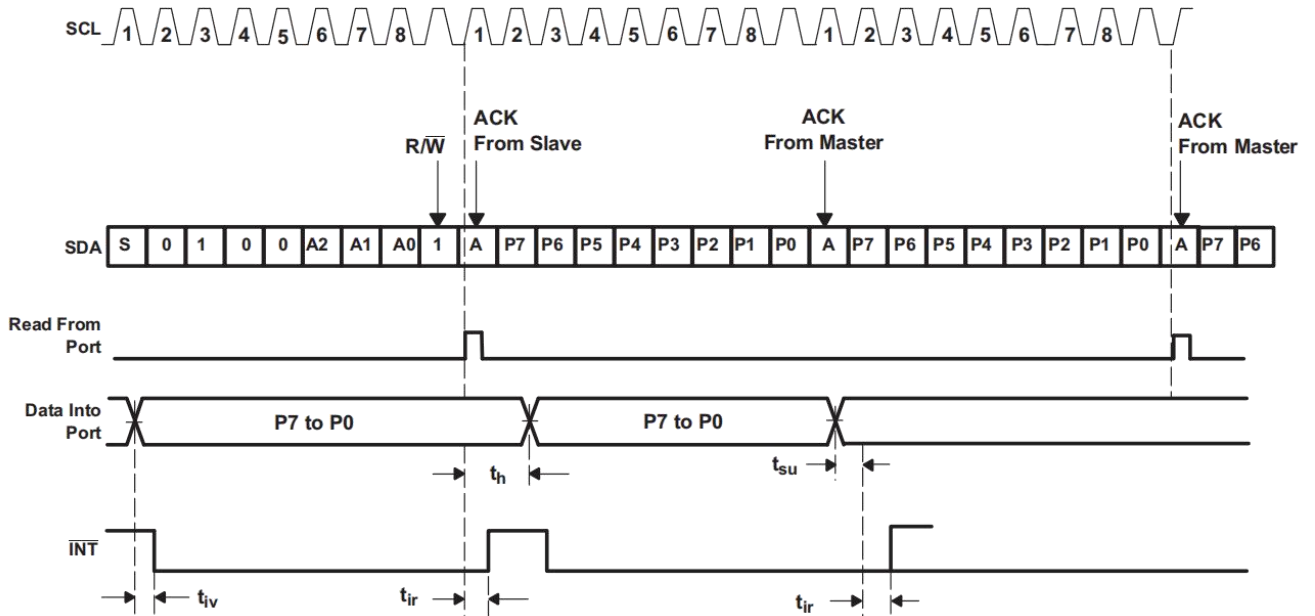 SCL 1 2 3 4 5 6 7 8 1 2 3 4 5 6 7 8 1 2 3 4 5 6 7 8
R/W̅
ACK
From Slave
ACK
From Master
ACK
From Master
SDA S 0 1 0 0 A2 A1 A0 1 A P7 P6 P5 P4 P3 P2 P1 P0 A P7 P6 P5 P4 P3 P2 P1 P0 A P7 P6
Read From
Port
Data Into
Port
P7 to P0
P7 to P0
th
tsu
I̅N̅T̅
tiv
tir
tir